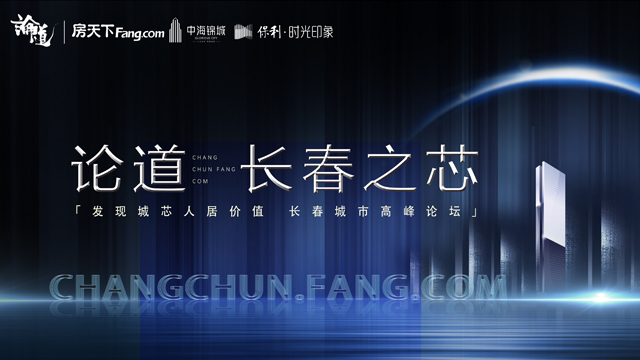 論道 房天下Fang.com 中海锦城 保利·时光印象
论道 CHANG CHUN FANG COM 长春之芯
「发现城芯人居价值 长春城市高峰论坛」
CHANGCHUN.FANG.COM